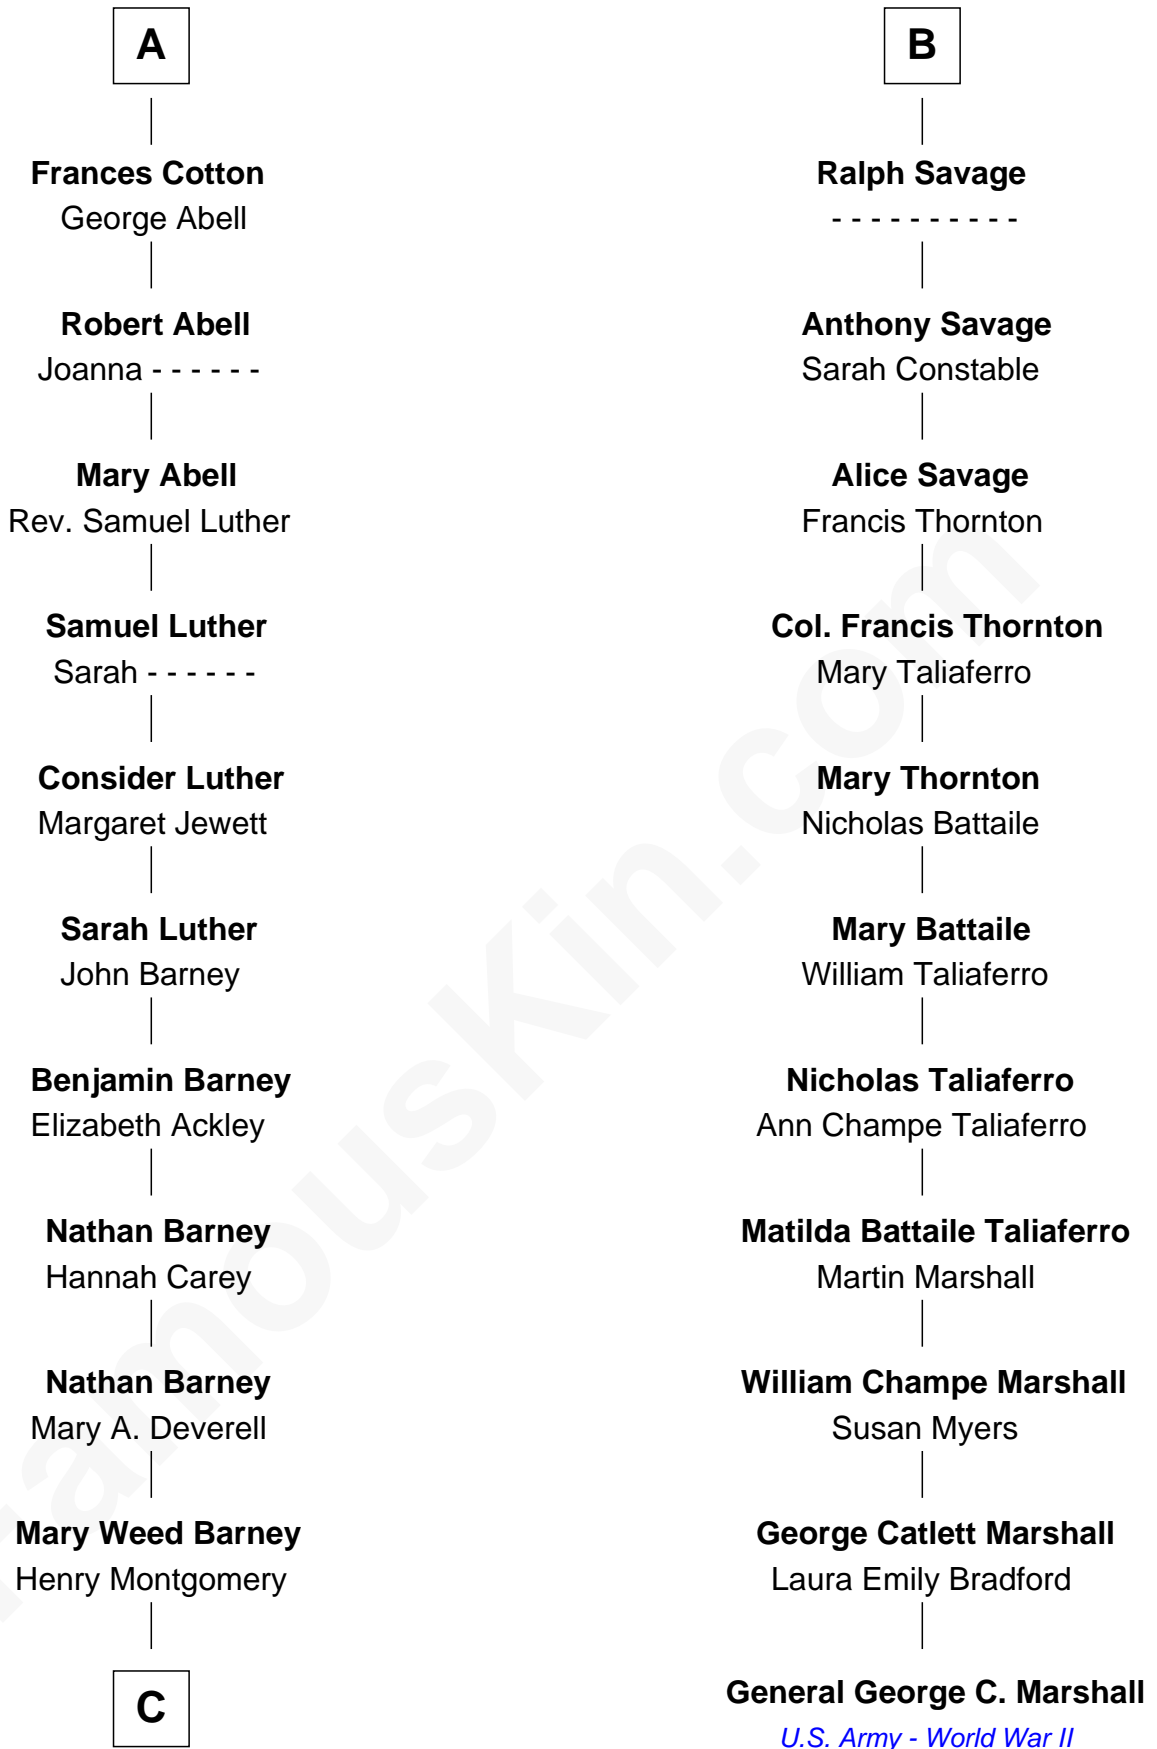 A
Frances Cotton
George Abell
Robert Abell
Joanna - - - - - -
Mary Abell
Rev. Samuel Luther
Samuel Luther
Sarah - - - - - -
Consider Luther
Margaret Jewett
Sarah Luther
John Barney
Benjamin Barney
Elizabeth Ackley
Nathan Barney
Hannah Carey
Nathan Barney
Mary A. Deverell
Mary Weed Barney
Henry Montgomery
C
B
Ralph Savage
- - - - - - - - - -
Anthony Savage
Sarah Constable
Alice Savage
Francis Thornton
Col. Francis Thornton
Mary Taliaferro
Mary Thornton
Nicholas Battaile
Mary Battaile
William Taliaferro
Nicholas Taliaferro
Ann Champe Taliaferro
Matilda Battaile Taliaferro
Martin Marshall
William Champe Marshall
Susan Myers
George Catlett Marshall
Laura Emily Bradford
General George C. Marshall
U.S. Army - World War II
FamousKin.com